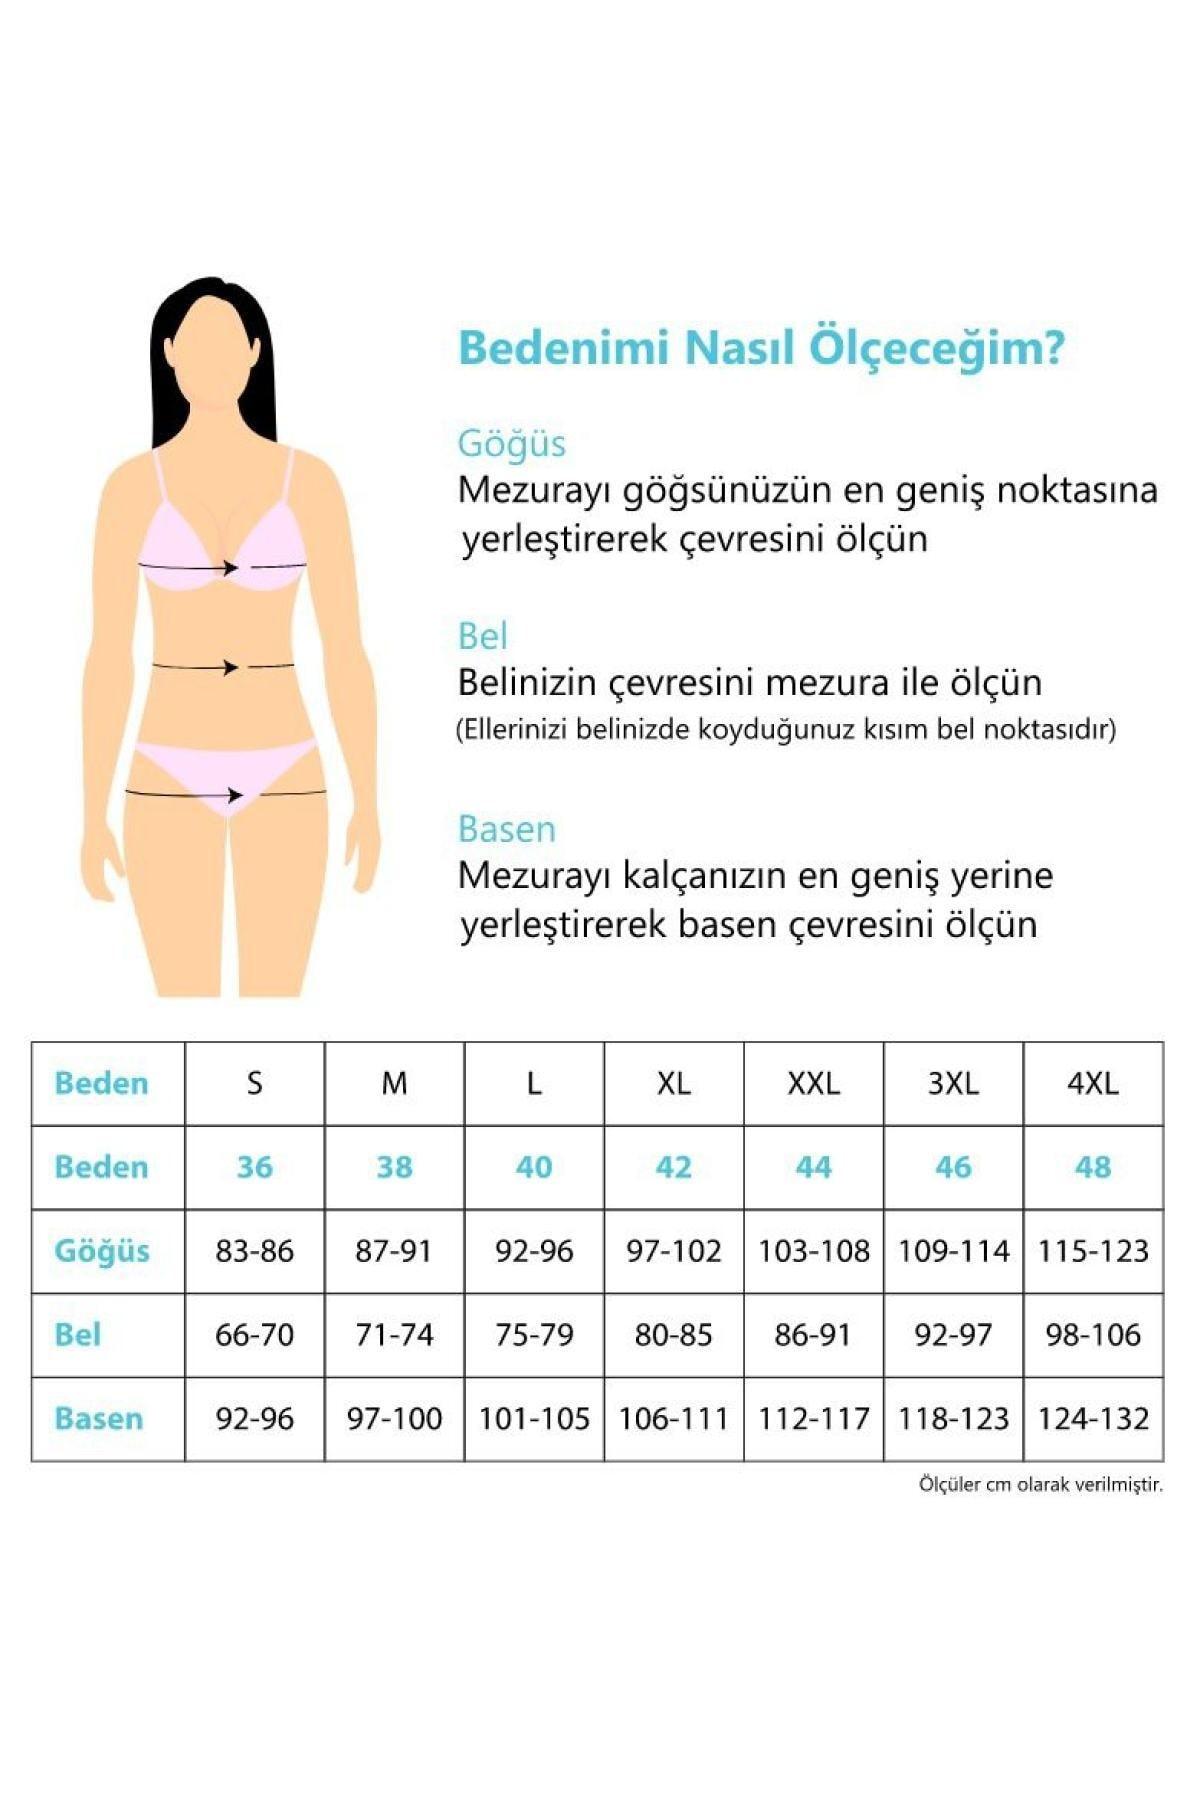 Bedenimi Nasıl Ölçeceğim?
Göğüs
Mezurayı göğsünüzün en geniş noktasına
yerleştirerek çevresini ölçün
Bel
Belinizin çevresini mezura ile ölçün
(Ellerinizi belinizde koyduğunuz kısım bel noktasıdır)
Basen
Mezurayı kalçanızın en geniş yerine
yerleştirerek basen çevresini ölçün
Beden S M L XL XXL 3XL 4XL
Beden 36 38 40 42 44 46 48
Göğüs 83-86 87-91 92-96 97-102 103-108 109-114 115-123
Bel 66-70 71-74 75-79 80-85 86-91 92-97 98-106
Basen 92-96 97-100 101-105 106-111 112-117 118-123 124-132
Ölçüler cm olarak verilmiştir.